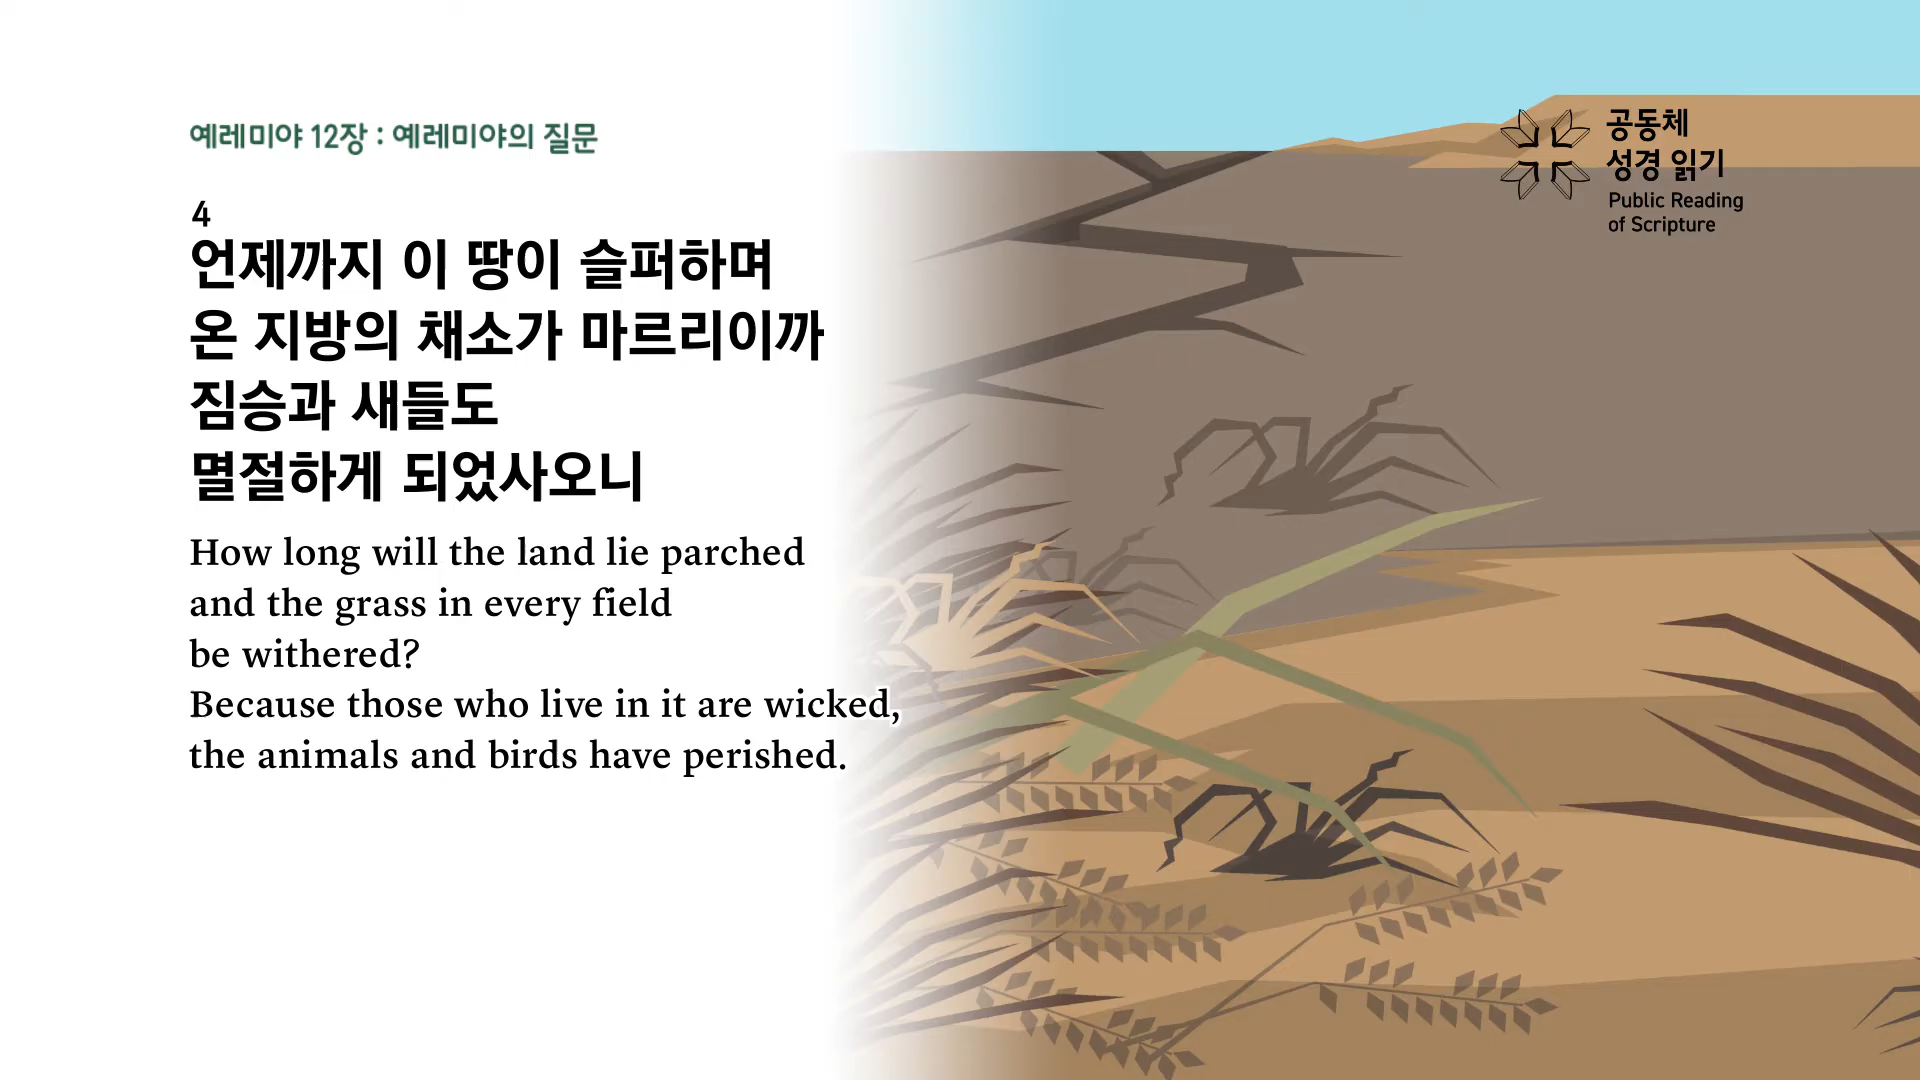 예레미야 12장 : 예레미야의 질문
4
언제까지 이 땅이 슬퍼하며
온 지방의 채소가 마르리이까
짐승과 새들도
멸절하게 되었사오니
How long will the land lie parched
and the grass in every field
be withered?
Because those who live in it are wicked,
the animals and birds have perished.
공동체
성경 읽기
Public Reading
of Scripture